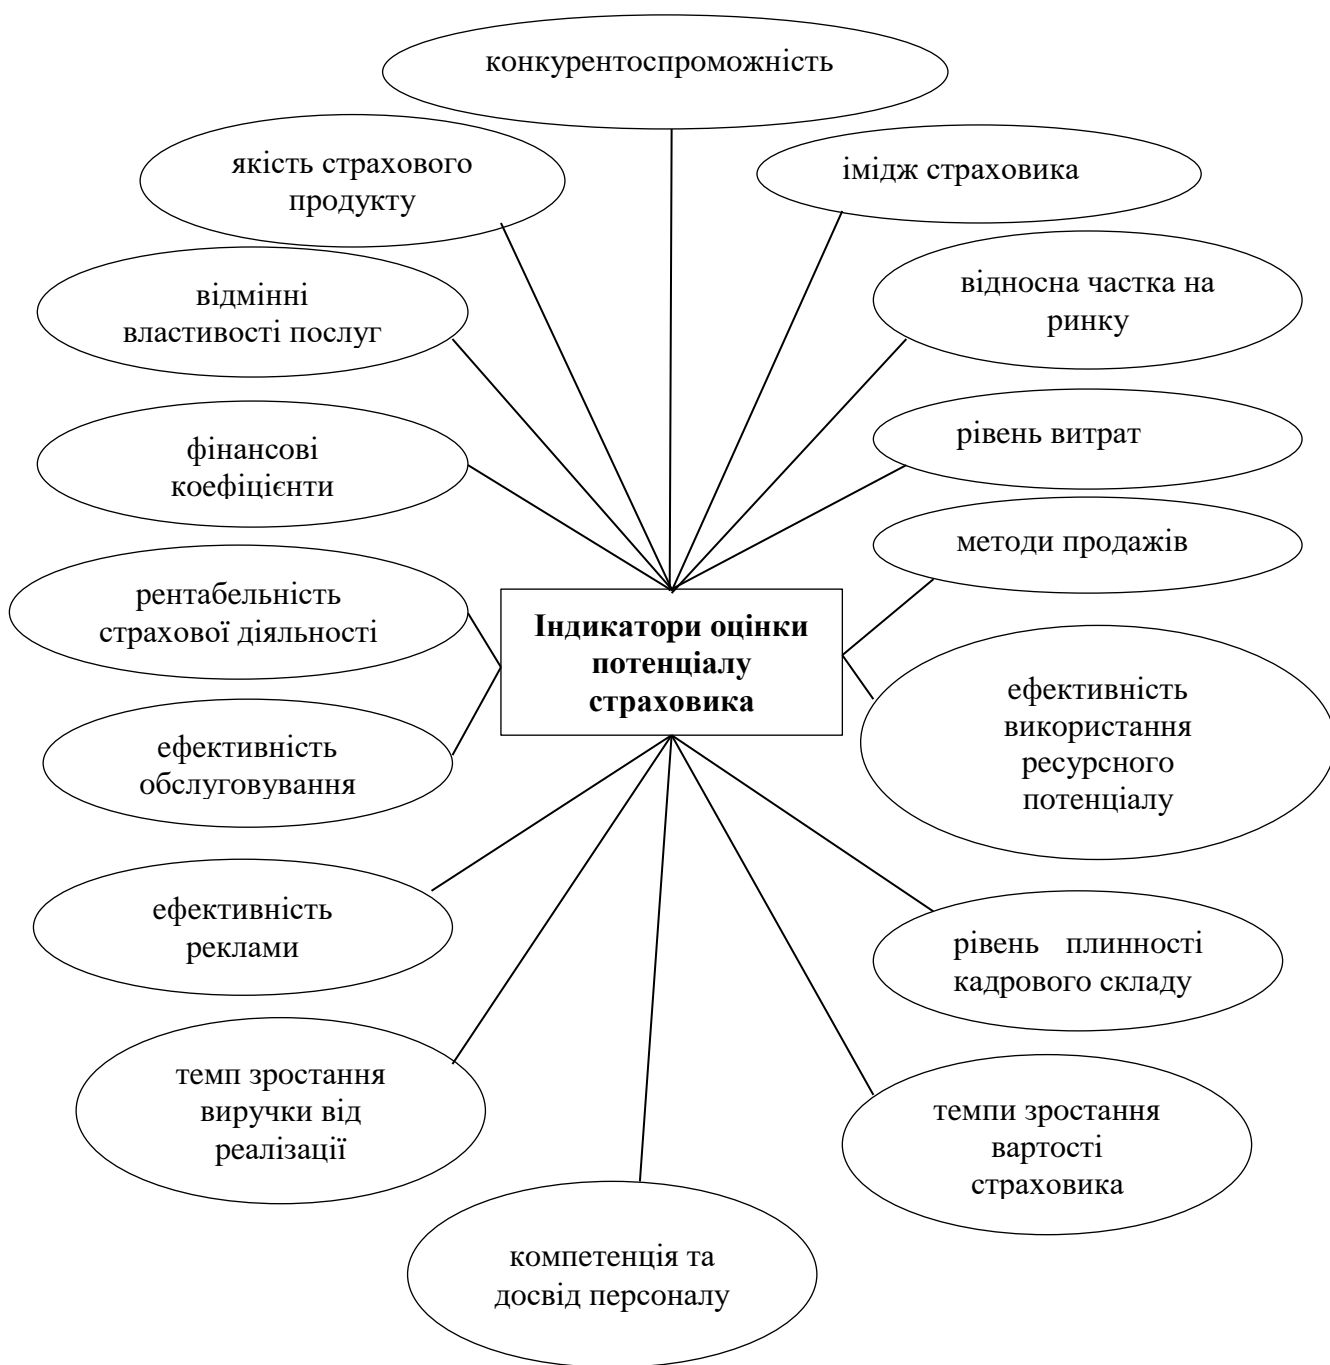 конкурентоспроможність
якість страхового
продукту
імідж страховика
відмінні
властивості послуг
відносна частка на
ринку
фінансові
коефіцієнти
рівень витрат
методи продажів
рентабельність
страхової діяльності
Індикатори оцінки
потенціалу
страховика
ефективність
використання
ресурсного
потенціалу
ефективність
обслуговування
ефективність
реклами
рівень плинності
кадрового складу
темп зростання
виручки від
реалізації
темпи зростання
вартості
страховика
компетенція та
досвід персоналу